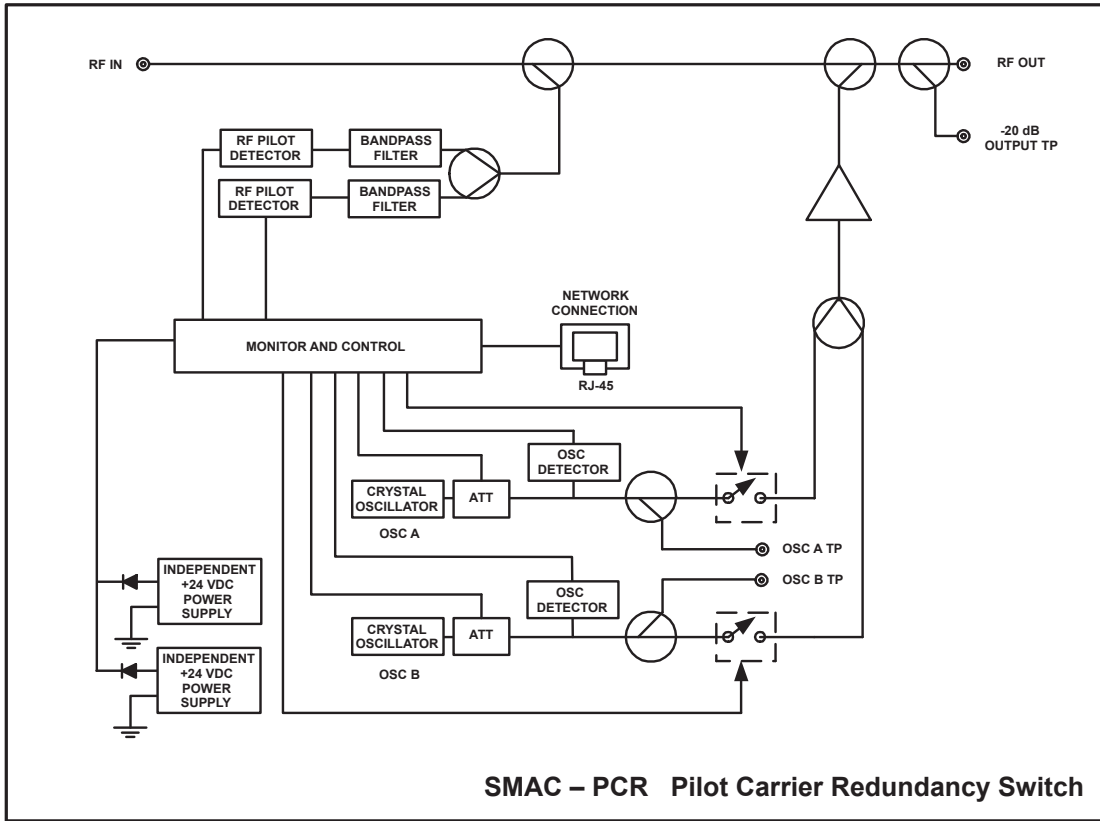 RF IN
RF OUT
-20 dB
OUTPUT TP
RF PILOT
DETECTOR
BANDPASS
FILTER
RF PILOT
DETECTOR
BANDPASS
FILTER
NETWORK
CONNECTION
MONITOR AND CONTROL
RJ-45
OSC
DETECTOR
CRYSTAL
OSCILLATOR
ATT
OSC A
OSC A TP
OSC B TP
INDEPENDENT
+24 VDC
POWER
SUPPLY
OSC
DETECTOR
CRYSTAL
OSCILLATOR
ATT
OSC B
INDEPENDENT
+24 VDC
POWER
SUPPLY
SMAC – PCR Pilot Carrier Redundancy Switch